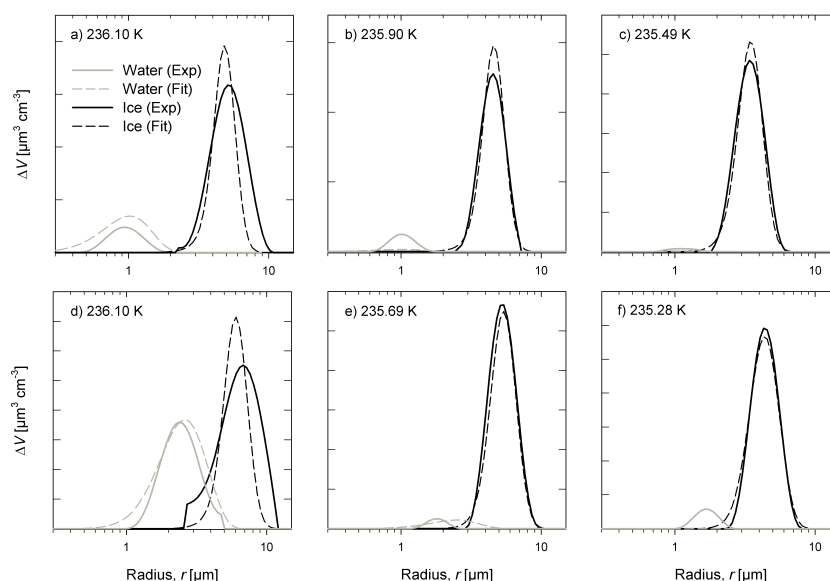 a) 236.10 K
Water (Exp)
Water (Fit)
Ice (Exp)
Ice (Fit)
ΔV [µm³ cm⁻³]
1
10
b) 235.90 K
1
10
c) 235.49 K
1
10
d) 236.10 K
ΔV [µm³ cm⁻³]
1
10
Radius, r [µm]
e) 235.69 K
1
10
Radius, r [µm]
f) 235.28 K
1
10
Radius, r [µm]